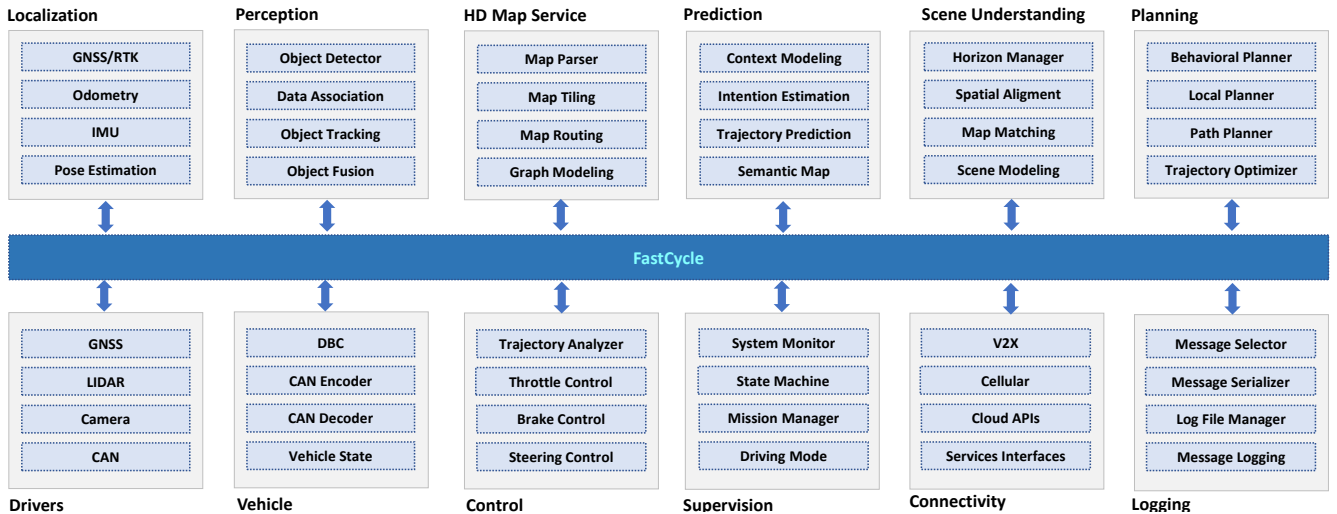 Localization
GNSS/RTK
Odometry
IMU
Pose Estimation
Perception
Object Detector
Data Association
Object Tracking
Object Fusion
HD Map Service
Map Parser
Map Tiling
Map Routing
Graph Modeling
Prediction
Context Modeling
Intention Estimation
Trajectory Prediction
Semantic Map
Scene Understanding
Horizon Manager
Spatial Aligment
Map Matching
Scene Modeling
Planning
Behavioral Planner
Local Planner
Path Planner
Trajectory Optimizer
FastCycle
GNSS
LIDAR
Camera
CAN
Drivers
DBC
CAN Encoder
CAN Decoder
Vehicle State
Vehicle
Trajectory Analyzer
Throttle Control
Brake Control
Steering Control
Control
System Monitor
State Machine
Mission Manager
Driving Mode
Supervision
V2X
Cellular
Cloud APIs
Services Interfaces
Connectivity
Message Selector
Message Serializer
Log File Manager
Message Logging
Logging